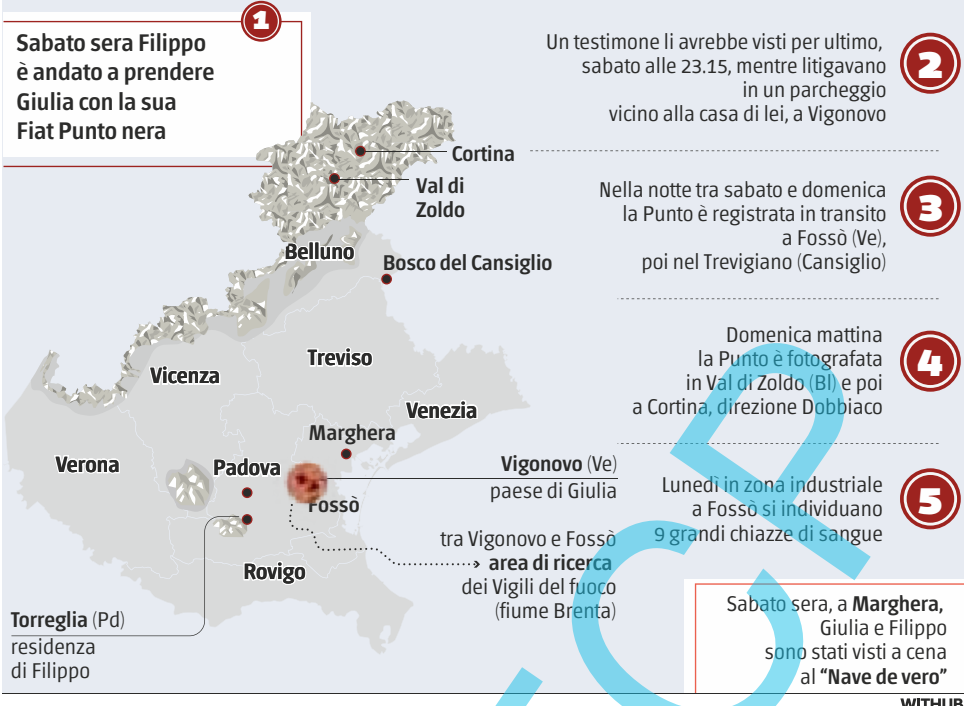 1
Sabato sera Filippo
è andato a prendere
Giulia con la sua
Fiat Punto nera
2
Un testimone li avrebbe visti per ultimo,
sabato alle 23.15, mentre litigavano
in un parcheggio
vicino alla casa di lei, a Vigonovo
3
Nella notte tra sabato e domenica
la Punto è registrata in transito
a Fossò (Ve),
poi nel Trevigiano (Cansiglio)
4
Domenica mattina
la Punto è fotografata
in Val di Zoldo (Bl) e poi
a Cortina, direzione Dobbiaco
5
Lunedì in zona industriale
a Fossò si individuano
9 grandi chiazze di sangue
Sabato sera, a Marghera,
Giulia e Filippo
sono stati visti a cena
al “Nave de vero”
Cortina
Val di
Zoldo
Belluno
Bosco del Cansiglio
Treviso
Vicenza
Venezia
Marghera
Verona
Padova
Vigonovo (Ve)
paese di Giulia
Fossò
tra Vigonovo e Fossò
area di ricerca
dei Vigili del fuoco
(fiume Brenta)
Rovigo
Torreglia (Pd)
residenza
di Filippo
WITHUB